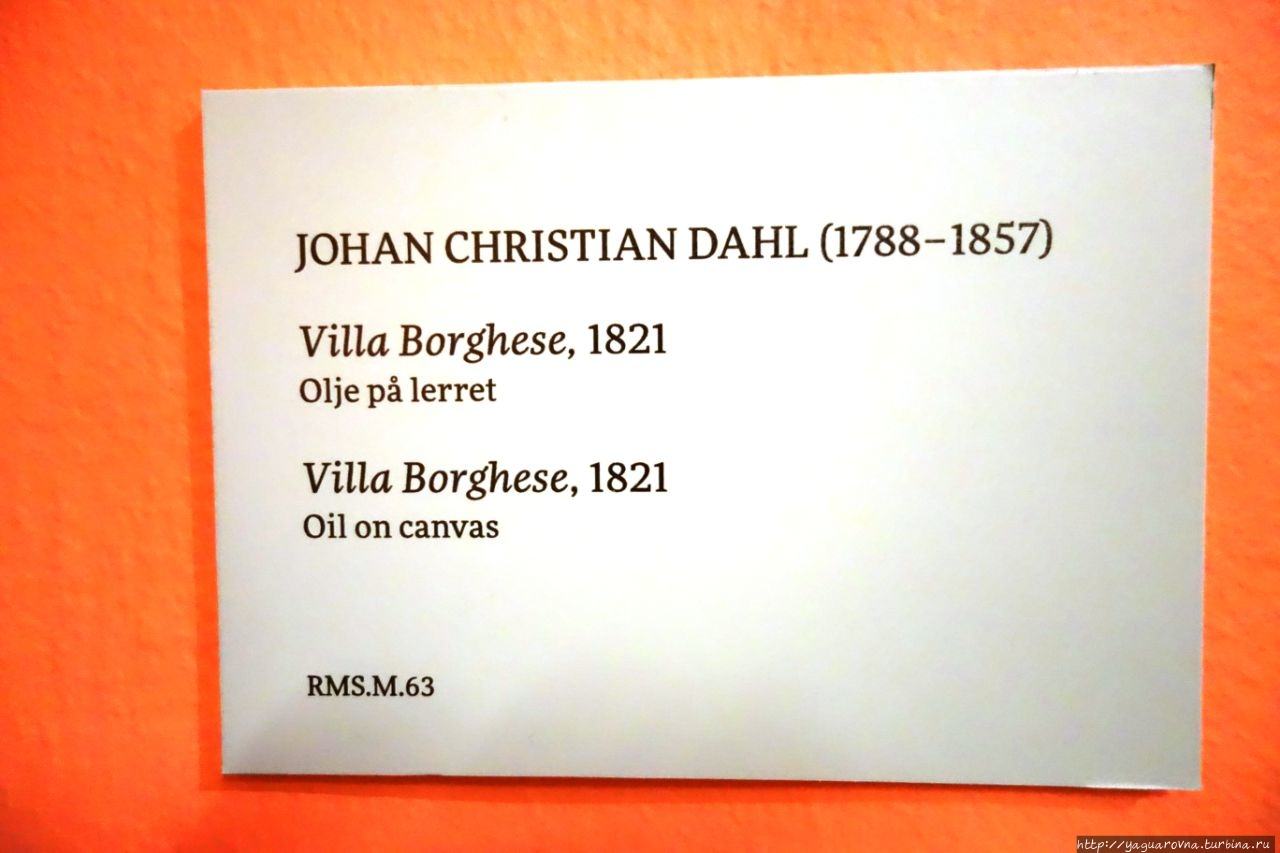 JOHAN CHRISTIAN DAHL (1788–1857)
Villa Borghese, 1821
Olje på lerret
Villa Borghese, 1821
Oil on canvas
RMS.M.63
http://yaguarovna.turbina.ru